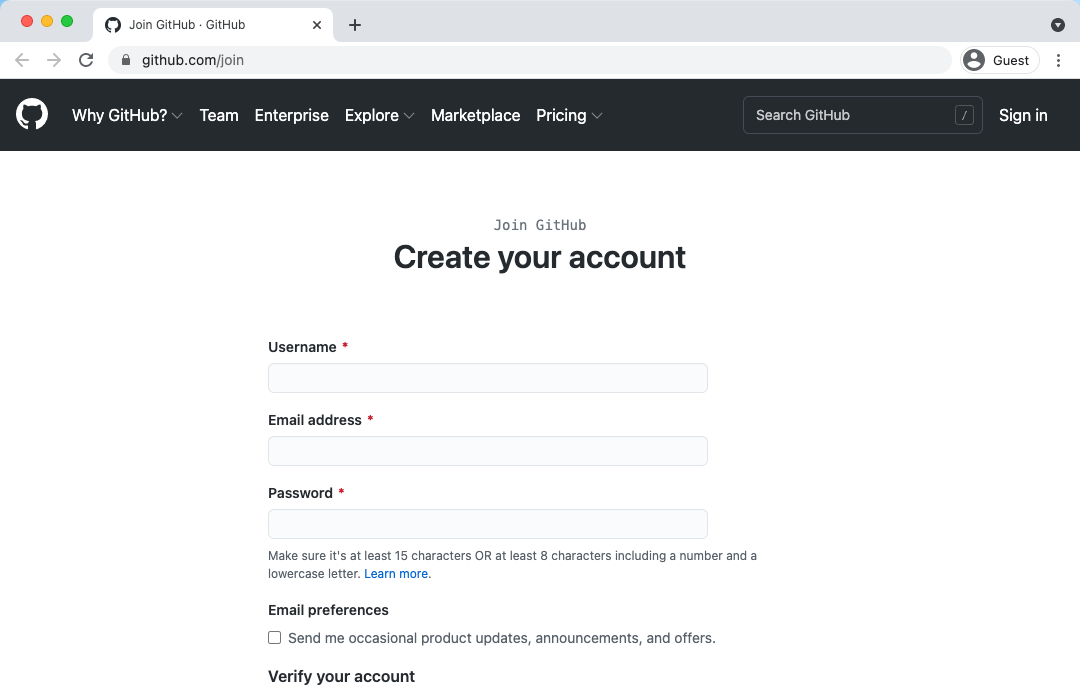 Join GitHub · GitHub
github.com/join
Guest
Why GitHub? Team Enterprise Explore Marketplace Pricing Search GitHub / Sign in
Join GitHub
Create your account
Username *
Email address *
Password *
Make sure it's at least 15 characters OR at least 8 characters including a number and a
lowercase letter. Learn more.
Email preferences
Send me occasional product updates, announcements, and offers.
Verify your account